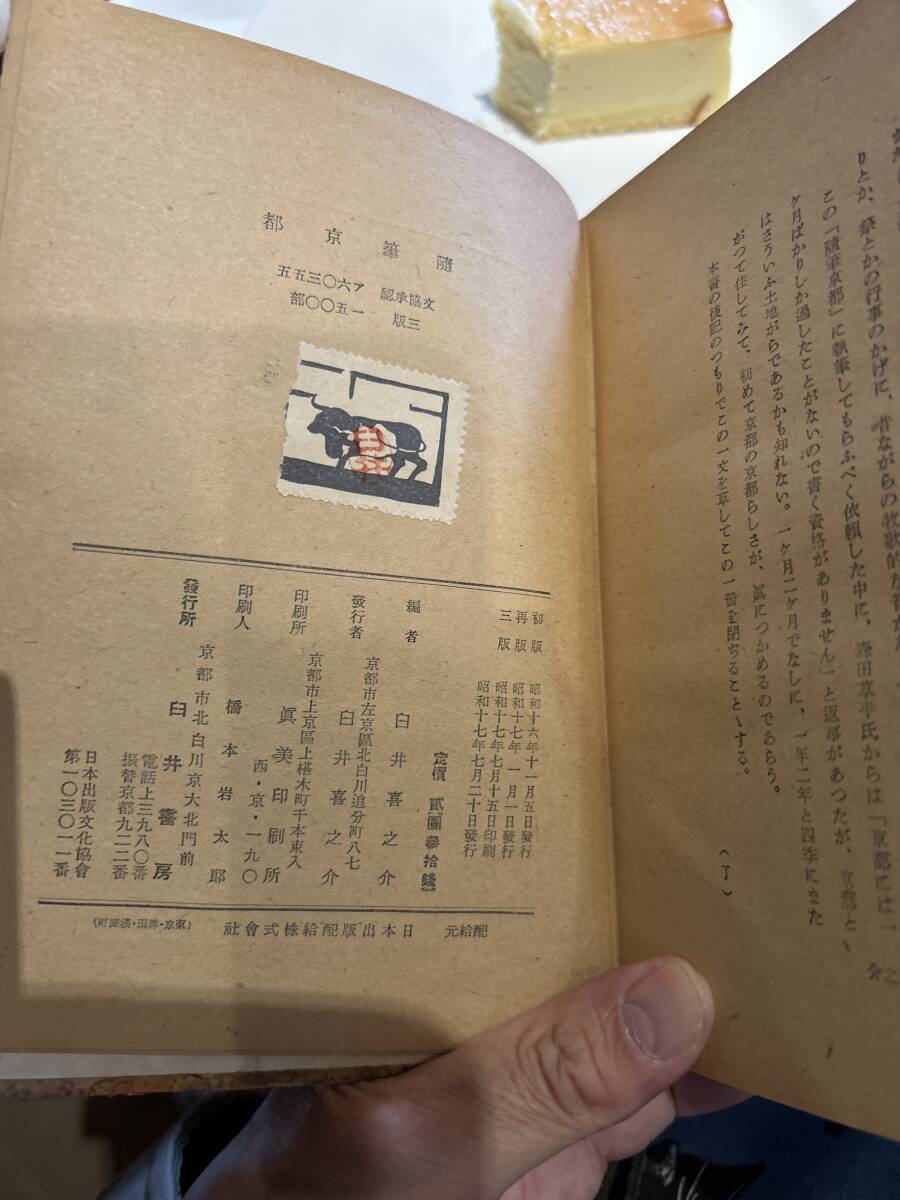 りとか、祭とかの行事のかげに、昔ながらの牧歌的な
この「隨筆京都」に執筆してもらふべく依頼した中に、森田草平氏からは「京都には一
ケ月ばかりしか過したことがないので書く資格がありません」と返事があつたが、京都と
はさういふ土地がらであるかも知れない。一ケ月二ケ月でなしに、一年二年と四季にまた
がつて住してみて、初めて京都の京都らしさが、眞につかめるのであらう。
本書の後記のつもりでこの一文を草してこの一冊を閉ぢることゝする。
（了）
隨筆京都
文協承認 ア六〇三五五
三版 一五〇〇部
臼井
初版 昭和十六年十一月五日發行
再版 昭和十七年一月一日發行
三版 昭和十七年七月十五日印刷
昭和十七年七月二十日發行
定價 貳圓參拾錢
編者 臼井喜之介
京都市左京區北白川追分町八七
發行者 臼井喜之介
京都市上京區上椹木町千本東入
印刷所 眞美印刷所
西・京・一九〇
印刷人 橋本岩太郎
京都市北白川京大北門前
發行所 臼井書房
電話上三九八〇番
振替京都九二二番
日本出版文化協會
第一〇三〇一一番
配給元 日本出版配給株式會社 (東京・神田・淡路町)